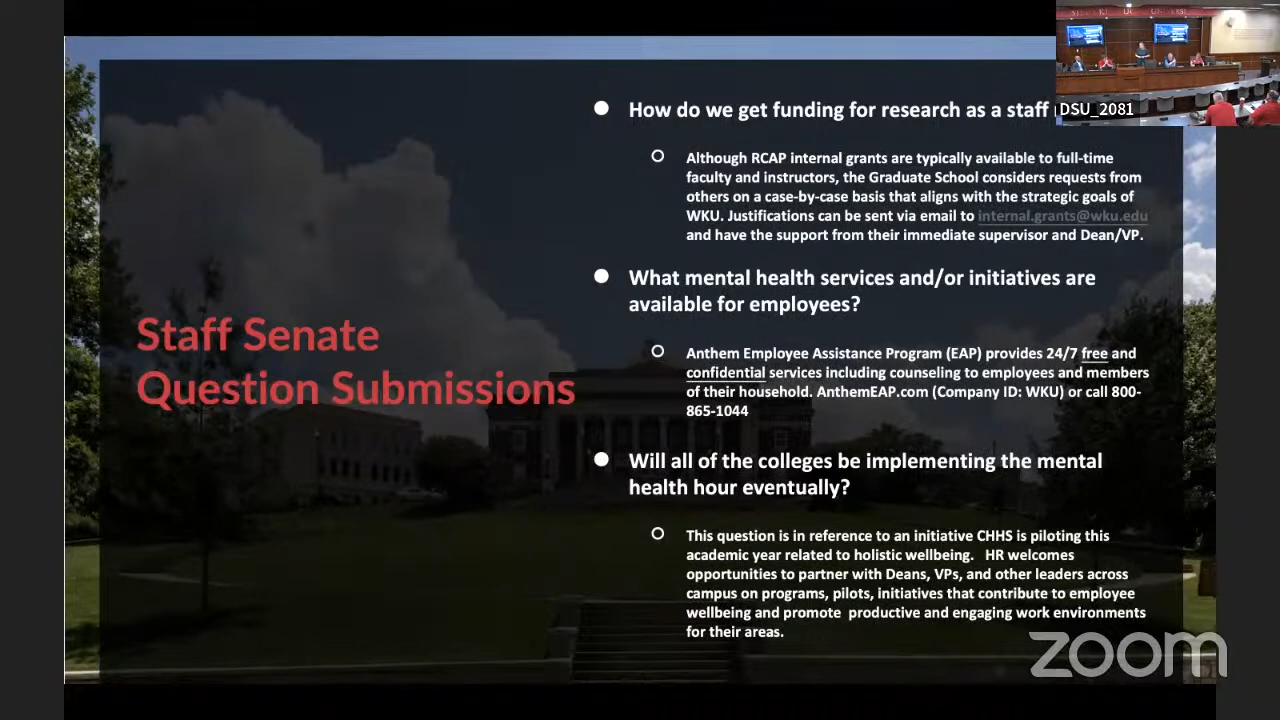 How do we get funding for research as a staff
DSU_2081
Although RCAP internal grants are typically available to full-time
faculty and instructors, the Graduate School considers requests from
others on a case-by-case basis that aligns with the strategic goals of
WKU. Justifications can be sent via email to internal.grants@wku.edu
and have the support from their immediate supervisor and Dean/VP.
What mental health services and/or initiatives are
available for employees?
Staff Senate
Question Submissions
Anthem Employee Assistance Program (EAP) provides 24/7 free and
confidential services including counseling to employees and members
of their household. AnthemEAP.com (Company ID: WKU) or call 800-
865-1044
Will all of the colleges be implementing the mental
health hour eventually?
This question is in reference to an initiative CHHS is piloting this
academic year related to holistic wellbeing.   HR welcomes
opportunities to partner with Deans, VPs, and other leaders across
campus on programs, pilots, initiatives that contribute to employee
wellbeing and promote  productive and engaging work environments
for their areas.
zoom